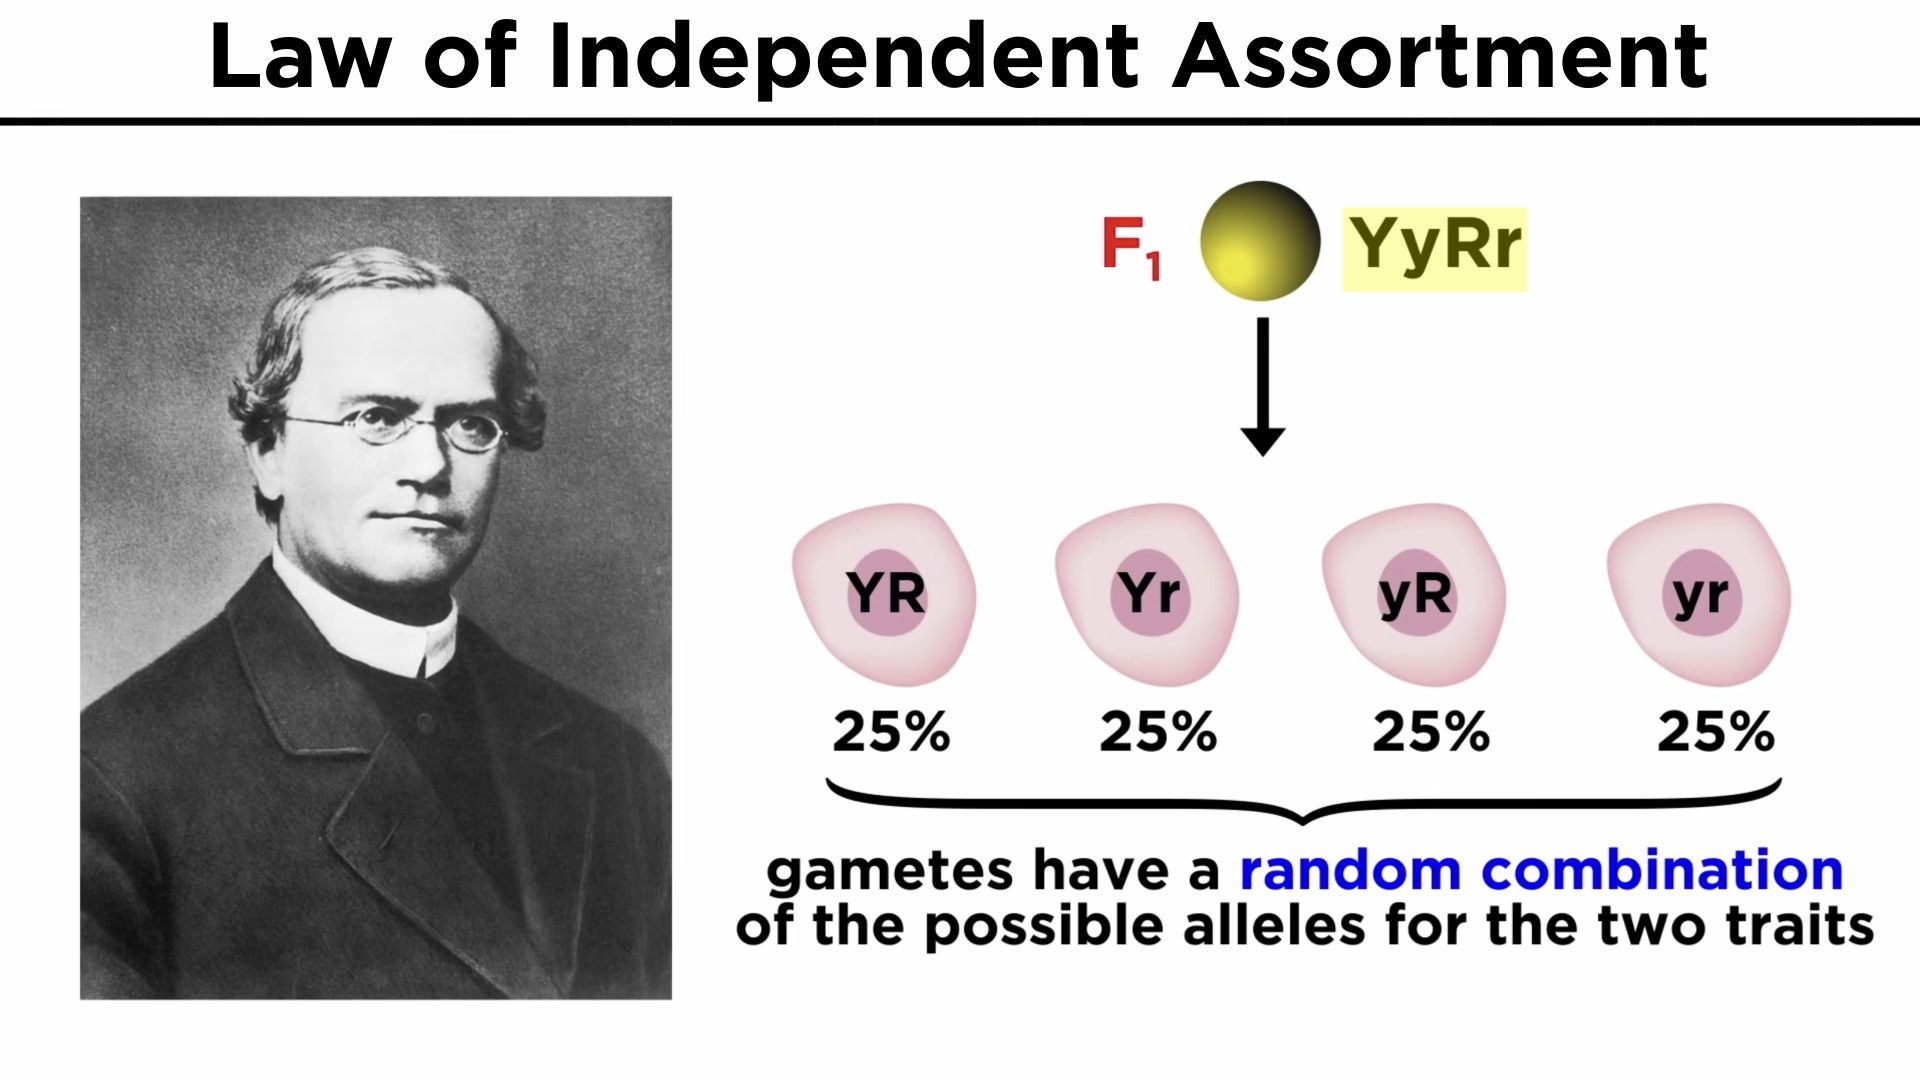 Law of Independent Assortment
F1 YyRr
YR Yr yR yr
25% 25% 25% 25%
gametes have a random combination
of the possible alleles for the two traits